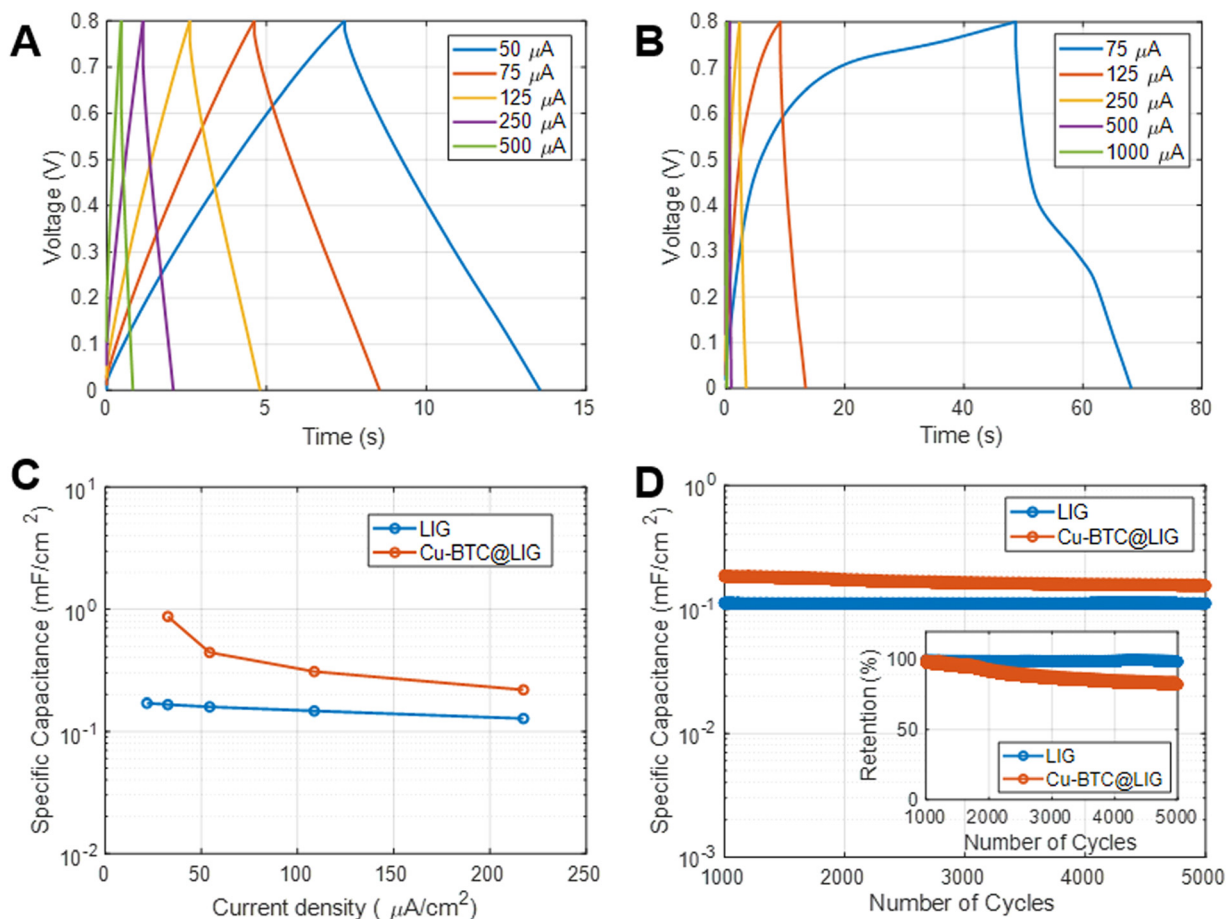 A
0.8
0.7
0.6
0.5
0.4
0.3
0.2
0.1
0
Voltage (V)
0 5 10 15
Time (s)
50 μA
75 μA
125 μA
250 μA
500 μA
B
0.8
0.7
0.6
0.5
0.4
0.3
0.2
0.1
0
Voltage (V)
0 20 40 60 80
Time (s)
75 μA
125 μA
250 μA
500 μA
1000 μA
C
10^1
10^0
10^-1
10^-2
Specific Capacitance (mF/cm^2)
0 50 100 150 200 250
Current density ( μA/cm^2)
LIG
Cu-BTC@LIG
D
10^0
10^-1
10^-2
10^-3
Specific Capacitance (mF/cm^2)
1000 2000 3000 4000 5000
Number of Cycles
LIG
Cu-BTC@LIG
100
50
0
Retention (%)
1000 2000 3000 4000 5000
Number of Cycles
LIG
Cu-BTC@LIG